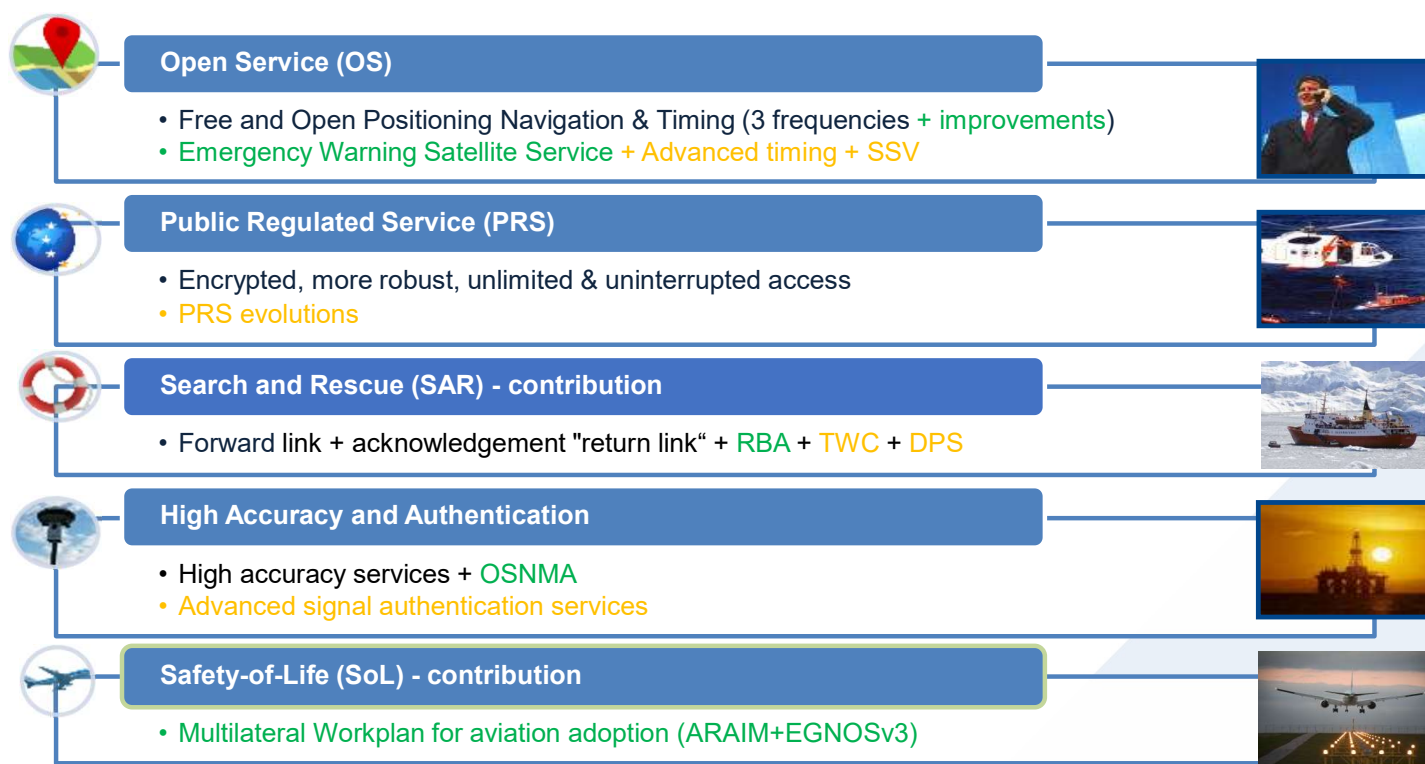 Open Service (OS)
• Free and Open Positioning Navigation & Timing (3 frequencies + improvements)
• Emergency Warning Satellite Service + Advanced timing + SSV
Public Regulated Service (PRS)
• Encrypted, more robust, unlimited & uninterrupted access
• PRS evolutions
Search and Rescue (SAR) - contribution
• Forward link + acknowledgement "return link“ + RBA + TWC + DPS
High Accuracy and Authentication
• High accuracy services + OSNMA
• Advanced signal authentication services
Safety-of-Life (SoL) - contribution
• Multilateral Workplan for aviation adoption (ARAIM+EGNOSv3)